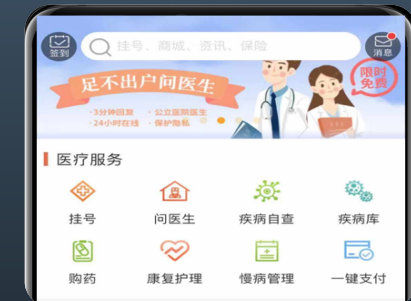 签到
挂号、商城、资讯、保险
消息
足不出户问医生
限时
免费
·3分钟回复 ·公立医院医生
·24小时在线 ·保护隐私
医疗服务
挂号 问医生 疾病自查 疾病库
购药 康复护理 慢病管理 一键支付